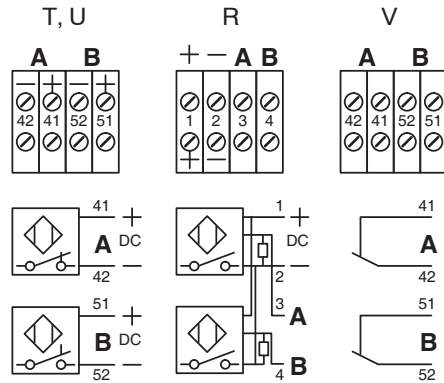 T, U R V
A B + − A B A B
− + − +
42 41 52 51 1 2 3 4 42 41 52 51
+ −
41 + 1 + 41
A DC DC A
42 − 2 − 42
51 + 3 A 51
B DC B
52 − 4 B 52